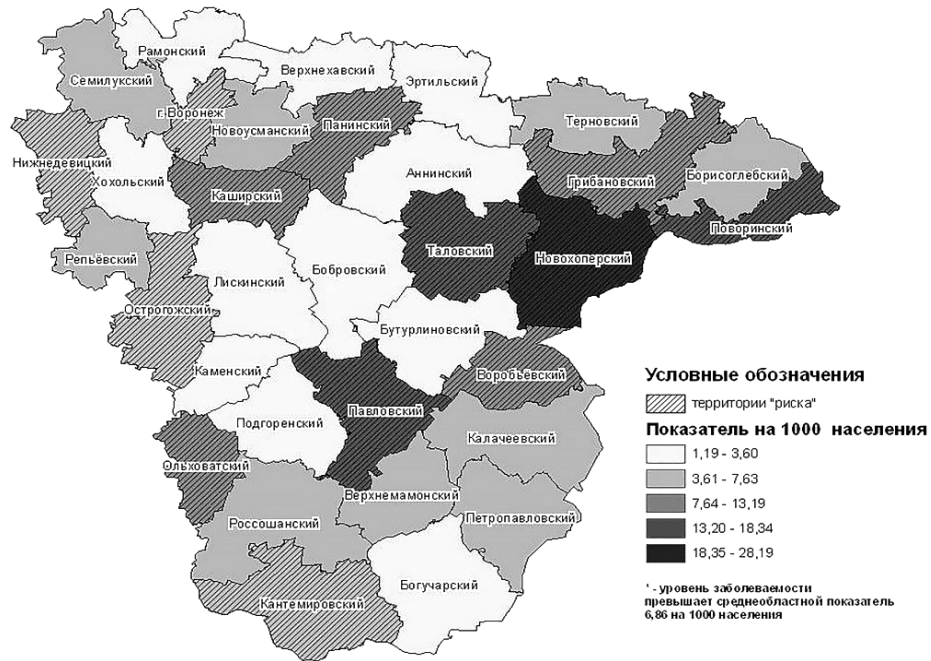 Рамонский
Семилукский
Верхнехавский
Эртильский
г. Воронеж
Новоусманский
Панинский
Терновский
Нижнедевицкий
Хохольский
Каширский
Аннинский
Грибановский
Борисоглебский
Поворинский
Репьёвский
Таловский
Новохоперский
Лискинский
Бобровский
Острогожский
Бутурлиновский
Каменский
Воробьёвский
Павловский
Подгоренский
Калачеевский
Ольховатский
Верхнемамонский
Россошанский
Петропавловский
Богучарский
Кантемировский
Условные обозначения
территории "риска"
Показатель на 1000 населения
1,19 - 3,60
3,61 - 7,63
7,64 - 13,19
13,20 - 18,34
18,35 - 28,19
* - уровень заболеваемости
превышает среднеобластной показатель
6,86 на 1000 населения